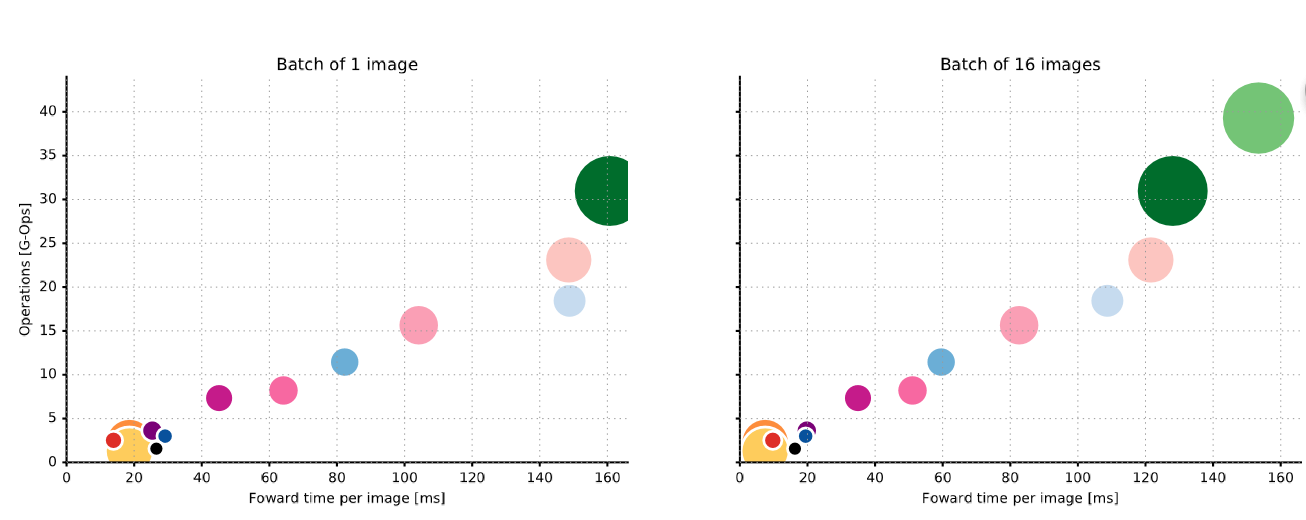 Batch of 1 image
Operations [G-Ops]
40
35
30
25
20
15
10
5
0
0 20 40 60 80 100 120 140 160
Foward time per image [ms]
Batch of 16 images
0 20 40 60 80 100 120 140 160
Foward time per image [ms]